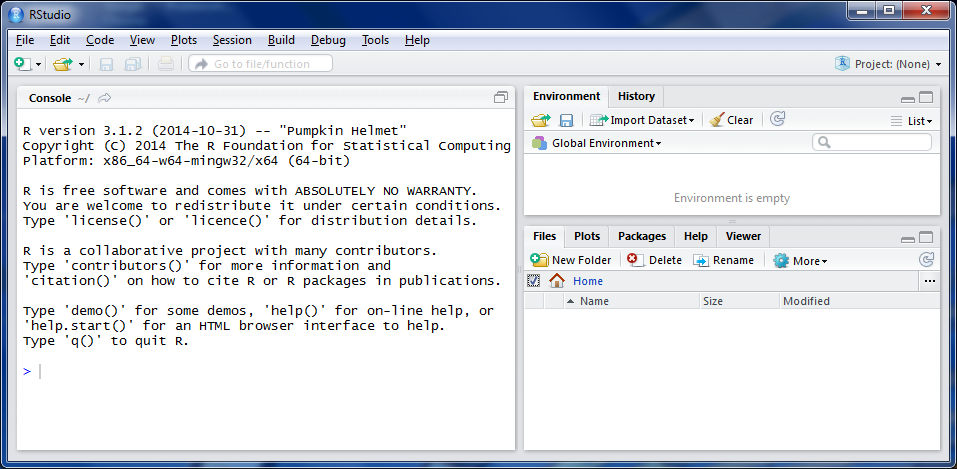 RStudio
File Edit Code View Plots Session Build Debug Tools Help
Go to file/function
Project: (None)
Console ~/
R version 3.1.2 (2014-10-31) -- "Pumpkin Helmet"
Copyright (C) 2014 The R Foundation for Statistical Computing
Platform: x86_64-w64-mingw32/x64 (64-bit)
R is free software and comes with ABSOLUTELY NO WARRANTY.
You are welcome to redistribute it under certain conditions.
Type 'license()' or 'licence()' for distribution details.
R is a collaborative project with many contributors.
Type 'contributors()' for more information and
'citation()' on how to cite R or R packages in publications.
Type 'demo()' for some demos, 'help()' for on-line help, or
'help.start()' for an HTML browser interface to help.
Type 'q()' to quit R.
>
Environment History
Import Dataset Clear List
Global Environment
Environment is empty
Files Plots Packages Help Viewer
New Folder Delete Rename More
Home ...
Name Size Modified